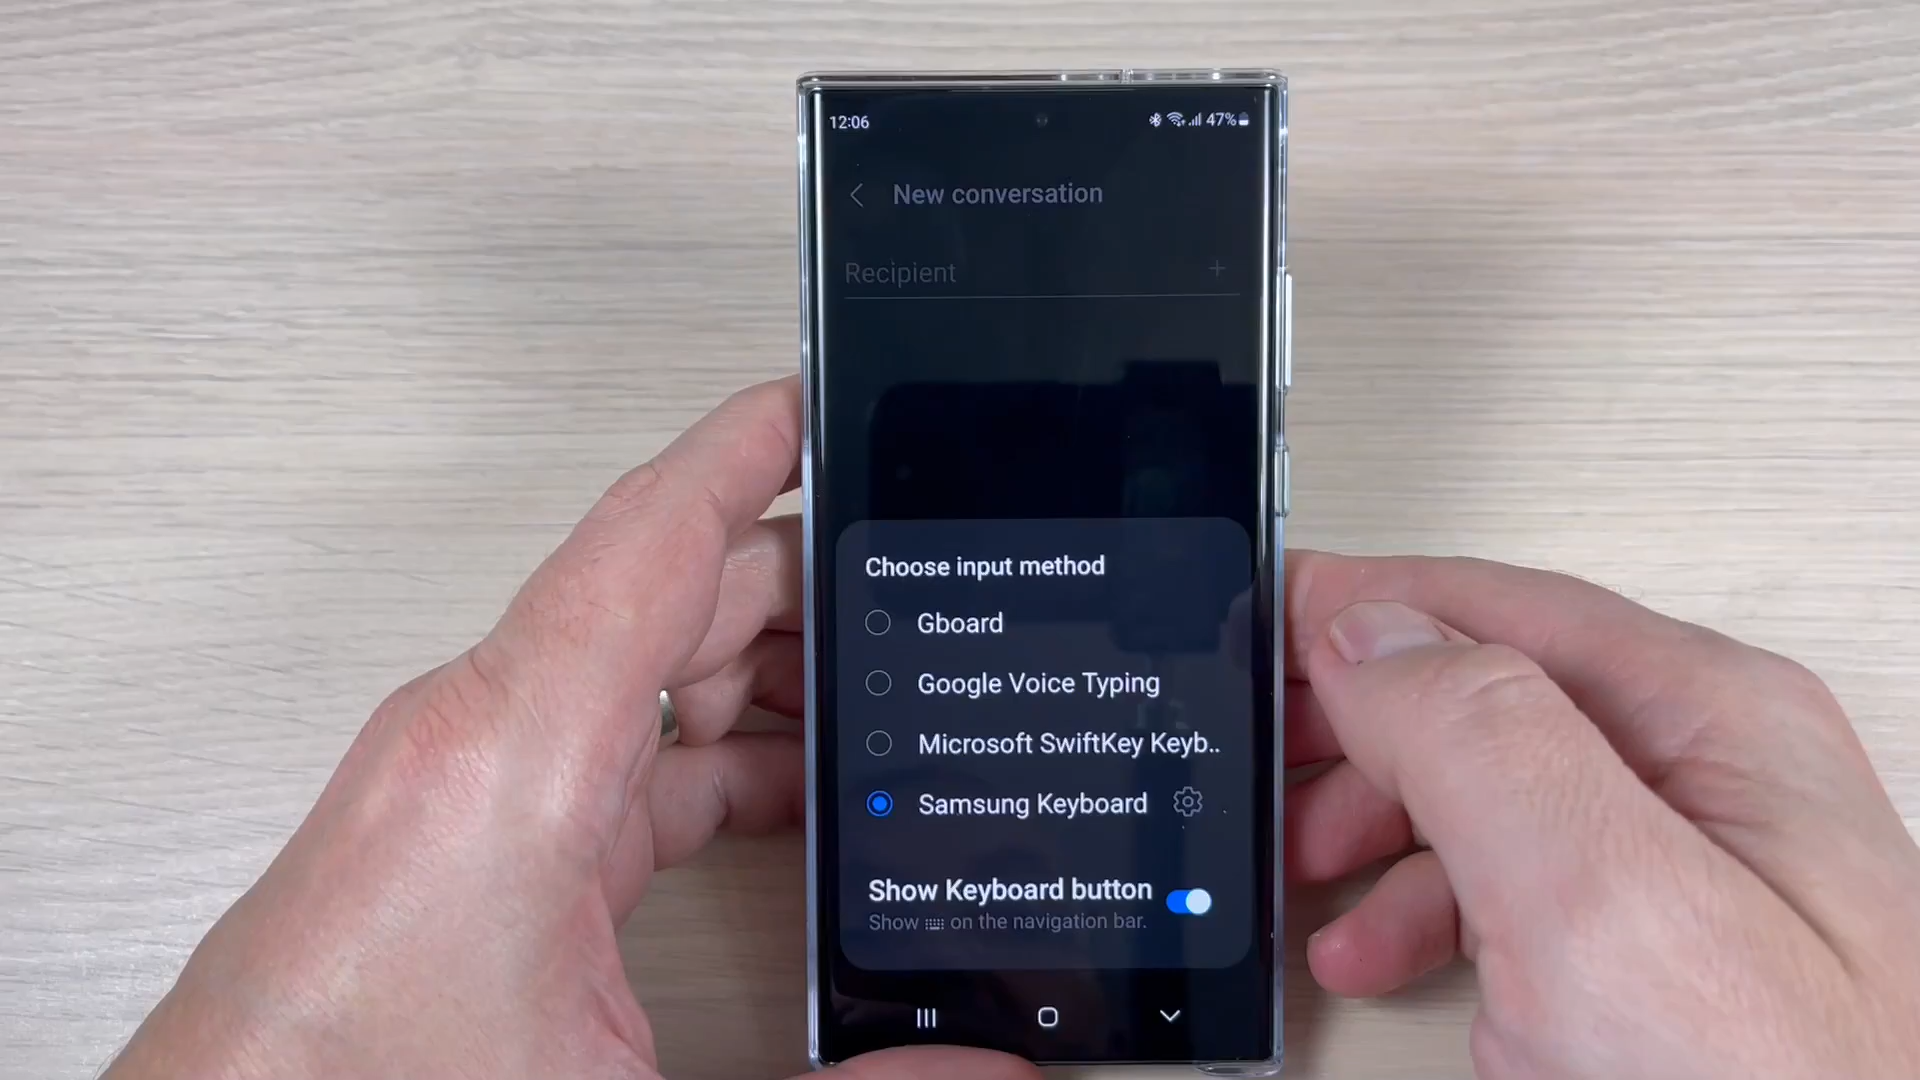 12:06
47%
New conversation
Recipient
Choose input method
Gboard
Google Voice Typing
Microsoft SwiftKey Keyb..
Samsung Keyboard
Show Keyboard button
Show on the navigation bar.